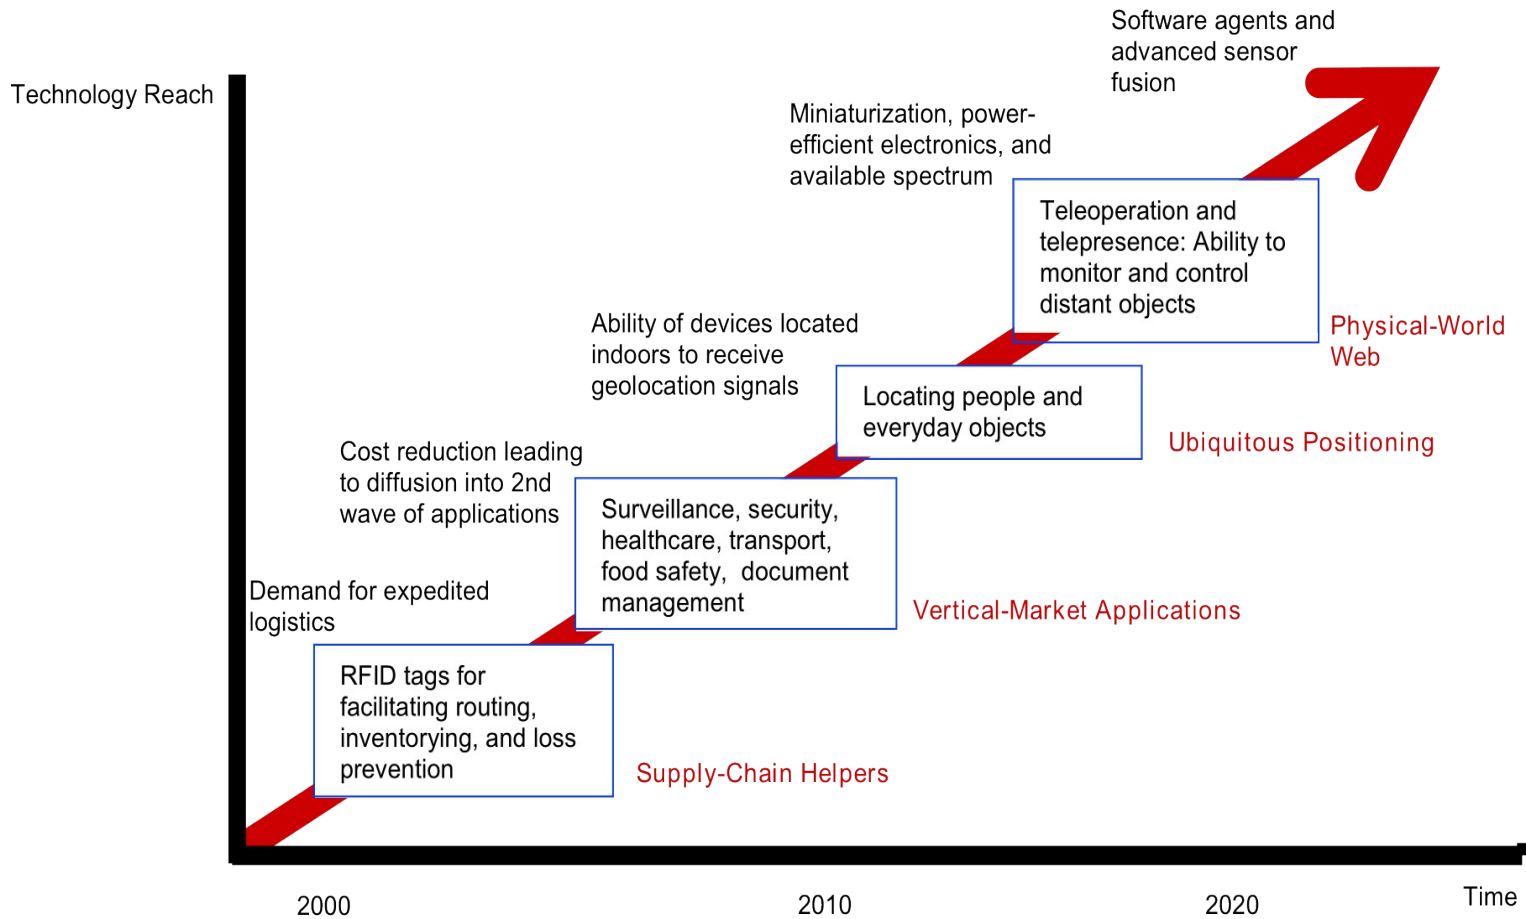 Software agents and
advanced sensor
fusion
Technology Reach
Miniaturization, power-
efficient electronics, and
available spectrum
Teleoperation and
telepresence: Ability to
monitor and control
distant objects
Physical-World
Web
Ability of devices located
indoors to receive
geolocation signals
Locating people and
everyday objects
Ubiquitous Positioning
Cost reduction leading
to diffusion into 2nd
wave of applications
Surveillance, security,
healthcare, transport,
food safety, document
management
Vertical-Market Applications
Demand for expedited
logistics
RFID tags for
facilitating routing,
inventorying, and loss
prevention
Supply-Chain Helpers
2000
2010
2020
Time